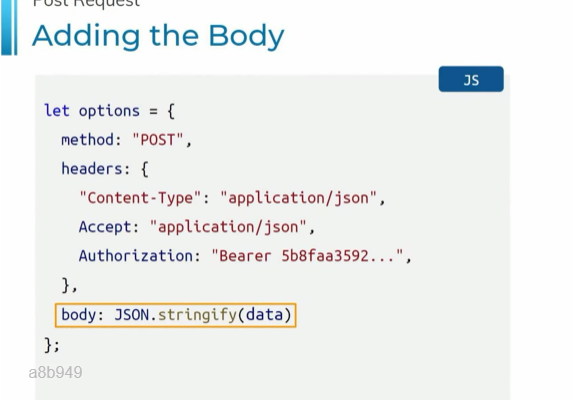 Post Request
Adding the Body
JS
let options = {
  method: "POST",
  headers: {
    "Content-Type": "application/json",
    Accept: "application/json",
    Authorization: "Bearer 5b8faa3592...",
  },
  body: JSON.stringify(data)
};
a8b949